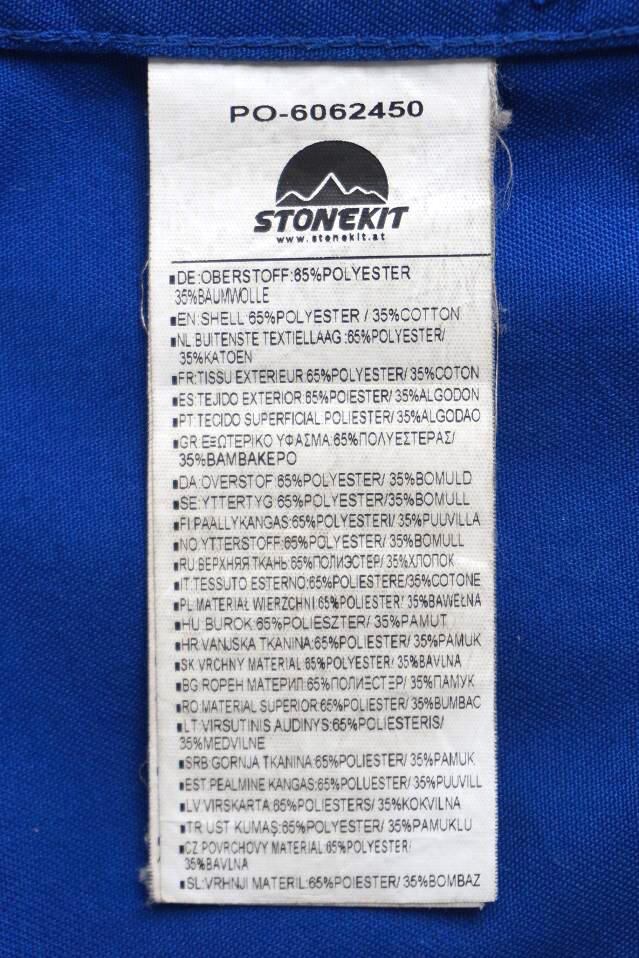 PO-6062450
STONEKIT
www.stonekit.at
DE:OBERSTOFF:65%POLYESTER
35%BAUMWOLLE
EN:SHELL:65%POLYESTER / 35%COTTON
NL:BUITENSTE TEXTIELLAAG:65%POLYESTER/
35%KATOEN
FR:TISSU EXTERIEUR:65%POLYESTER/ 35%COTON
ES:TEJIDO EXTERIOR:65%POIESTER/ 35%ALGODON
PT:TECIDO SUPERFICIAL:POLIESTER/ 35%ALGODAO
GR:ΕΞΩΤΕΡΙΚΟ ΥΦΑΣΜΑ:65%ΠΟΛΥΕΣΤΕΡΑΣ/
35%ΒΑΜΒΑΚΕΡΟ
DA:OVERSTOF:65%POLYESTER/ 35%BOMULD
SE:YTTERTYG:65%POLYESTER/35%BOMULL
FI:PAALLYKANGAS:65%POLYESTERI/ 35%PUUVILLA
NO:YTTERSTOFF:65%POLYESTER/ 35%BOMULL
RU:ВЕРХНЯЯ ТКАНЬ:65%ПОЛИЭСТЕР/ 35%ХЛОПОК
IT:TESSUTO ESTERNO:65%POLIESTERE/35%COTONE
PL:MATERIAŁ WIERZCHNI:65%POLIESTER/ 35%BAWEŁNA
HU:BUROK:65%POLIESZTER/ 35%PAMUT
HR:VANJSKA TKANINA:65%POLIESTER/ 35%PAMUK
SK:VRCHNY MATERIAL:65%POLYESTER/ 35%BAVLNA
BG:ГОРЕН МАТЕРИЛ:65%ПОЛИЕСТЕР/ 35%ПАМУК
RO:MATERIAL SUPERIOR:65%POLIESTER/ 35%BUMBAC
LT:VIRSUTINIS AUDINYS:65%POLIESTERIS/
35%MEDVILNE
SRB:GORNJA TKANINA:65%POLIESTER/ 35%PAMUK
EST:PEALMINE KANGAS:65%POLUESTER/ 35%PUUVILL
LV:VIRSKARTA:65%POLIESTERS/ 35%KOKVILNA
TR:UST KUMAŞ:65%POLYESTER/ 35%PAMUKLU
CZ:POVRCHOVY MATERIAL:65%POLYESTER/
35%BAVLNA
SL:VRHNJI MATERIL:65%POIESTER/ 35%BOMBAZ